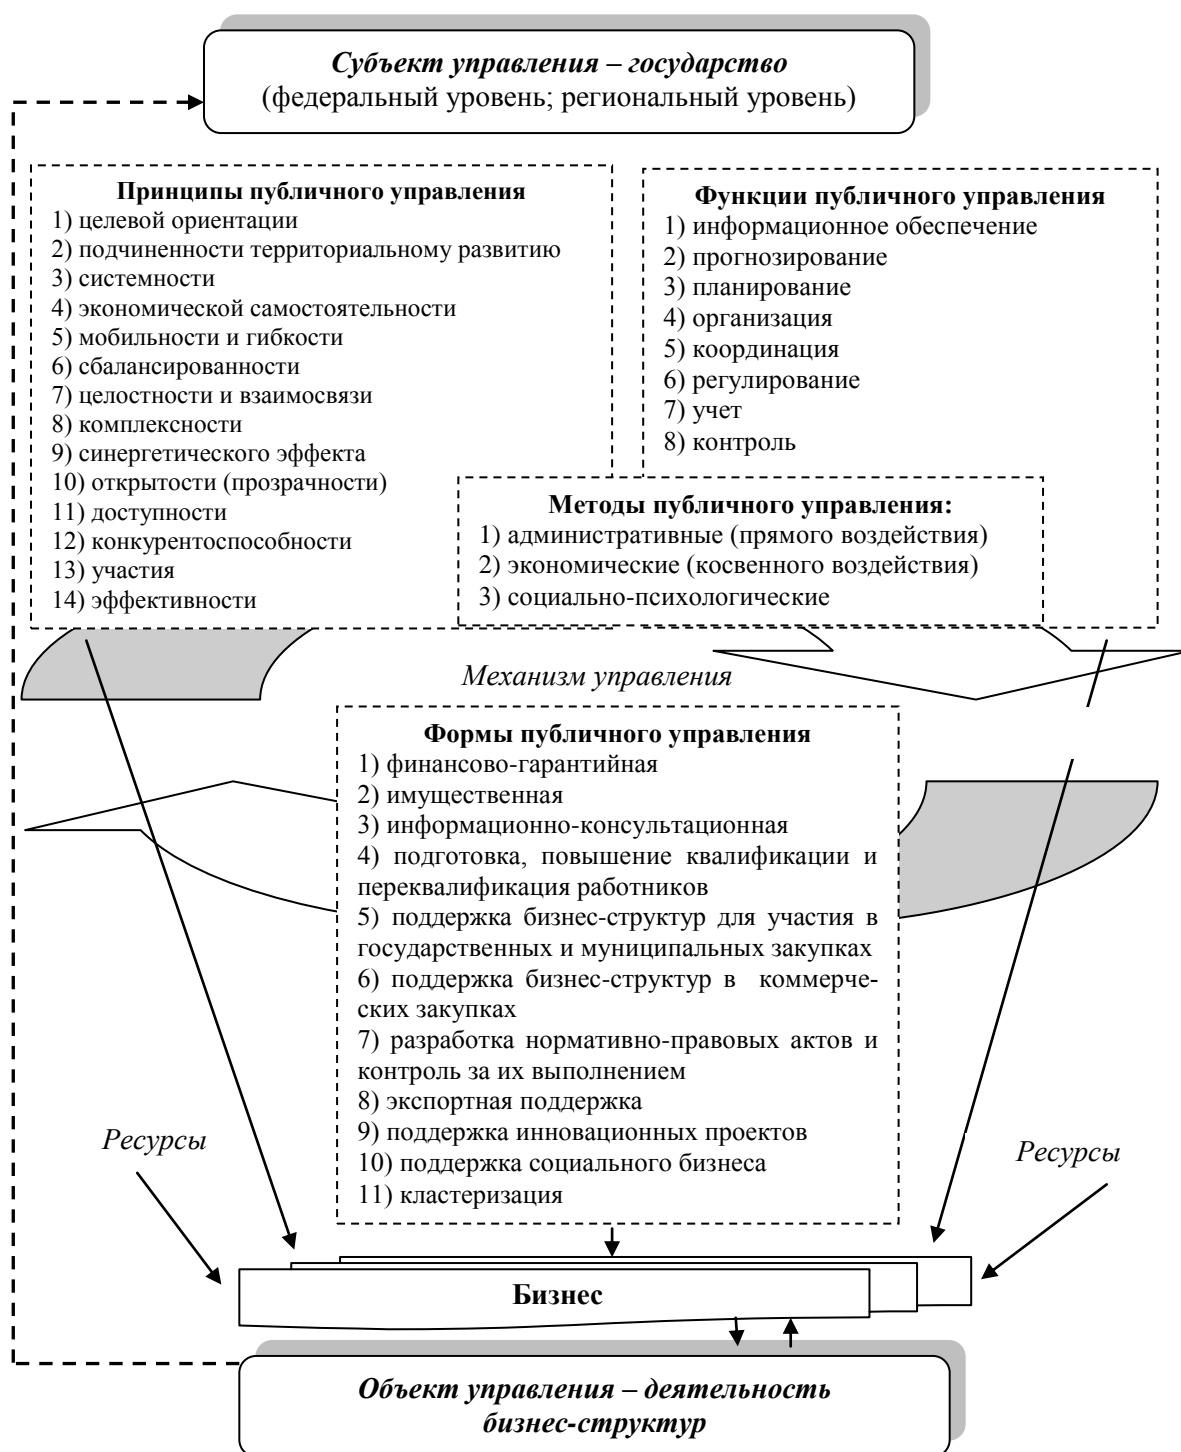 Субъект управления – государство
(федеральный уровень; региональный уровень)
Принципы публичного управления
1) целевой ориентации
2) подчиненности территориальному развитию
3) системности
4) экономической самостоятельности
5) мобильности и гибкости
6) сбалансированности
7) целостности и взаимосвязи
8) комплексности
9) синергетического эффекта
10) открытости (прозрачности)
11) доступности
12) конкурентоспособности
13) участия
14) эффективности
Функции публичного управления
1) информационное обеспечение
2) прогнозирование
3) планирование
4) организация
5) координация
6) регулирование
7) учет
8) контроль
Методы публичного управления:
1) административные (прямого воздействия)
2) экономические (косвенного воздействия)
3) социально-психологические
Механизм управления
Формы публичного управления
1) финансово-гарантийная
2) имущественная
3) информационно-консультационная
4) подготовка, повышение квалификации и
переквалификация работников
5) поддержка бизнес-структур для участия в
государственных и муниципальных закупках
6) поддержка бизнес-структур в коммерче-
ских закупках
7) разработка нормативно-правовых актов и
контроль за их выполнением
8) экспортная поддержка
9) поддержка инновационных проектов
10) поддержка социального бизнеса
11) кластеризация
Ресурсы
Ресурсы
Бизнес
Объект управления – деятельность
бизнес-структур